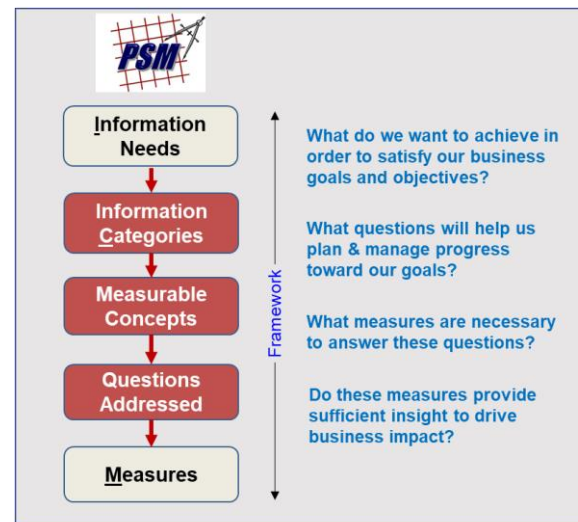 PSM
Information
Needs
Information
Categories
Measurable
Concepts
Questions
Addressed
Measures
Framework
What do we want to achieve in
order to satisfy our business
goals and objectives?
What questions will help us
plan & manage progress
toward our goals?
What measures are necessary
to answer these questions?
Do these measures provide
sufficient insight to drive
business impact?